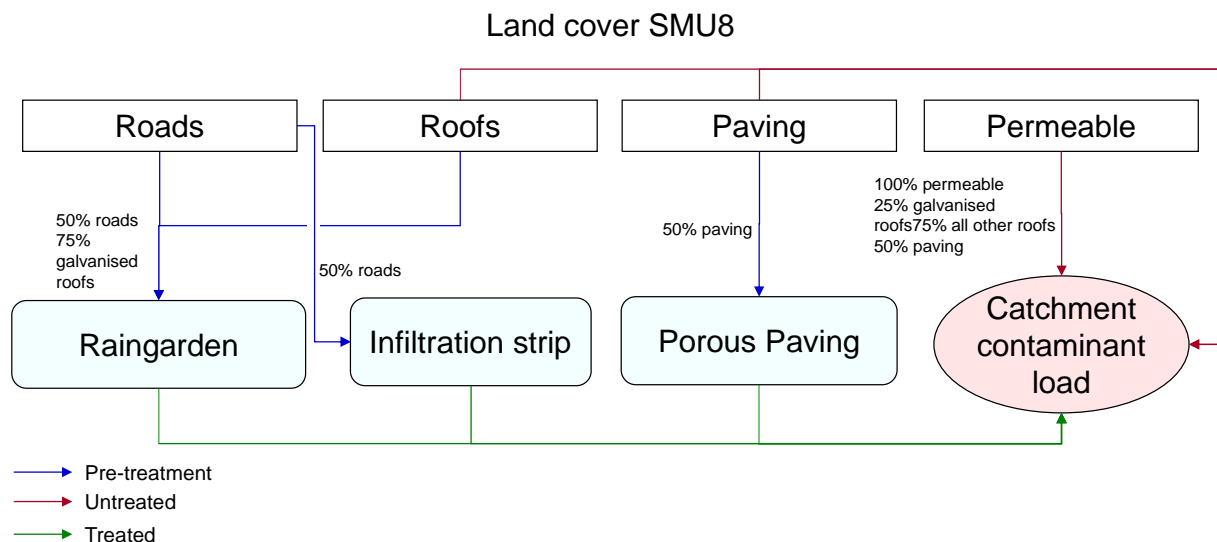 Land cover SMU8
Roads
Roofs
Paving
Permeable
50% roads
75%
galvanised
roofs
50% roads
50% paving
100% permeable
25% galvanised
roofs75% all other roofs
50% paving
Raingarden
Infiltration strip
Porous Paving
Catchment
contaminant
load
Pre-treatment
Untreated
Treated